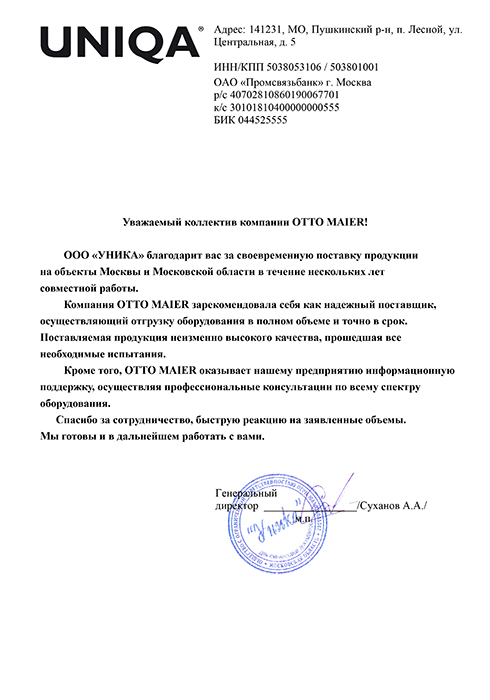 UNIQA®
Адрес: 141231, МО, Пушкинский р-н, п. Лесной, ул.
Центральная, д. 5
ИНН/КПП 5038053106 / 503801001
ОАО «Промсвязьбанк» г. Москва
р/с 40702810860190067701
к/с 30101810400000000555
БИК 044525555
Уважаемый коллектив компании OTTO MAIER!
ООО «УНИКА» благодарит вас за своевременную поставку продукции
на объекты Москвы и Московской области в течение нескольких лет
совместной работы.
Компания OTTO MAIER зарекомендовала себя как надежный поставщик,
осуществляющий отгрузку оборудования в полном объеме и точно в срок.
Поставляемая продукция неизменно высокого качества, прошедшая все
необходимые испытания.
Кроме того, OTTO MAIER оказывает нашему предприятию информационную
поддержку, осуществляя профессиональные консультации по всему спектру
оборудования.
Спасибо за сотрудничество, быструю реакцию на заявленные объемы.
Мы готовы и в дальнейшем работать с вами.
Генеральный
директор ________________/Суханов А.А./
м.п.
"Уника"